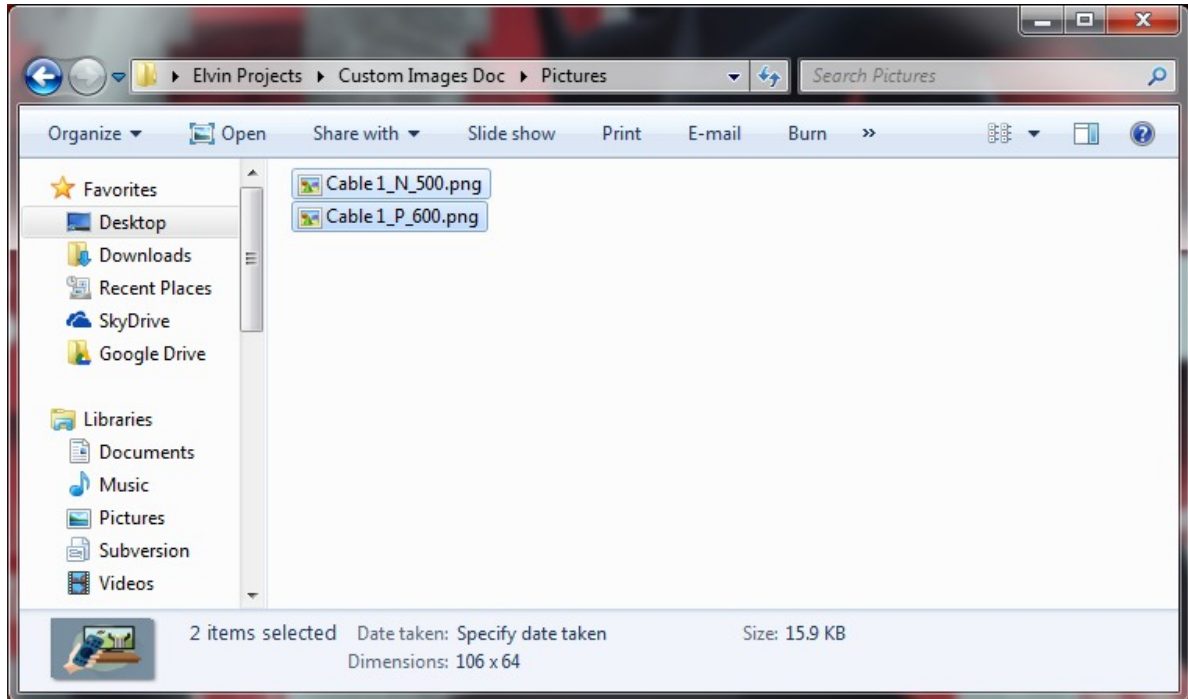 Elvin Projects Custom Images Doc Pictures Search Pictures
Organize Open Share with Slide show Print E-mail Burn »
Favorites
Desktop
Downloads
Recent Places
SkyDrive
Google Drive
Libraries
Documents
Music
Pictures
Subversion
Videos
Cable 1_N_500.png
Cable 1_P_600.png
2 items selected Date taken: Specify date taken Size: 15.9 KB
Dimensions: 106 x 64